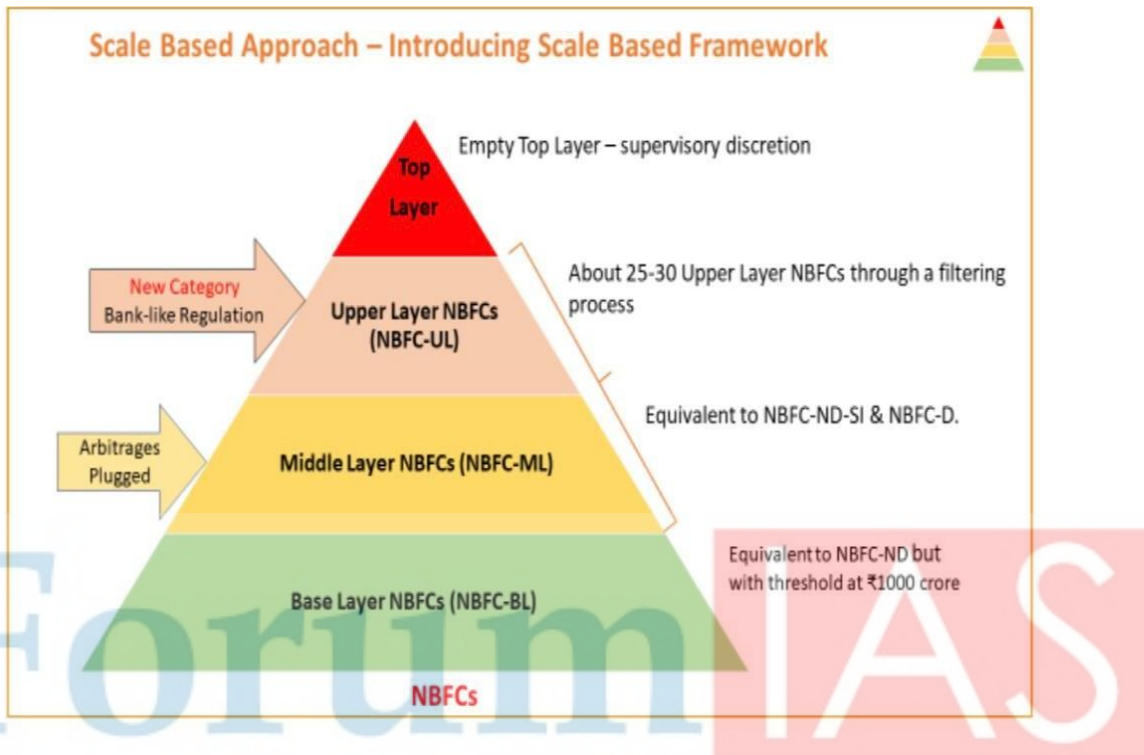 Scale Based Approach – Introducing Scale Based Framework
Empty Top Layer – supervisory discretion
Top
Layer
About 25-30 Upper Layer NBFCs through a filtering
process
New Category
Bank-like Regulation
Upper Layer NBFCs
(NBFC-UL)
Equivalent to NBFC-ND-SI & NBFC-D.
Arbitrages
Plugged
Middle Layer NBFCs (NBFC-ML)
Equivalent to NBFC-ND but
with threshold at ₹1000 crore
Base Layer NBFCs (NBFC-BL)
NBFCs
Forum IAS